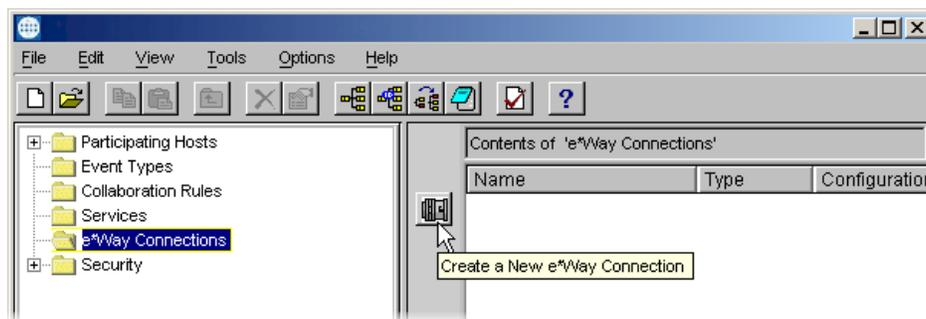 File Edit View Tools Options Help
?
Participating Hosts
Event Types
Collaboration Rules
Services
e*Way Connections
Security
Contents of 'e*Way Connections'
Name Type Configuration
Create a New e*Way Connection